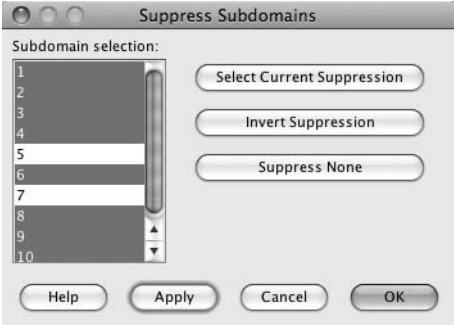 Suppress Subdomains
Subdomain selection:
1
2
3
4
5
6
7
8
9
10
Select Current Suppression
Invert Suppression
Suppress None
Help
Apply
Cancel
OK